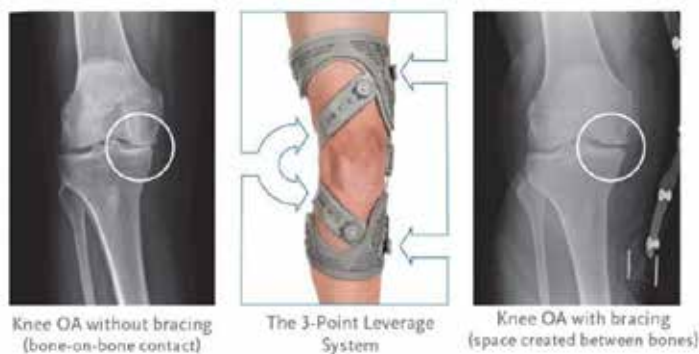 Knee OA without bracing
(bone-on-bone contact)
The 3-Point Leverage
System
Knee OA with bracing
(space created between bones)